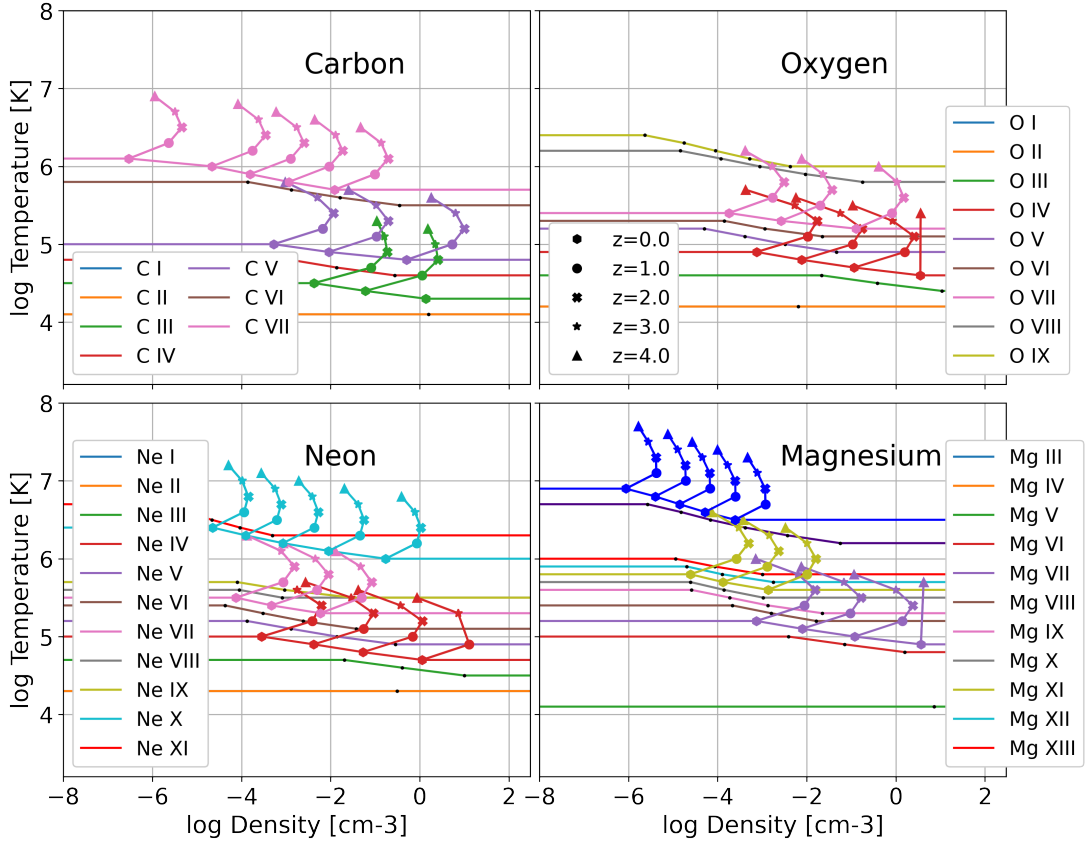 Carbon
Oxygen
log Temperature [K]
8
7
6
5
4
C I
C V
C II
C VI
C III
C VII
C IV
z=0.0
z=1.0
z=2.0
z=3.0
z=4.0
O I
O II
O III
O IV
O V
O VI
O VII
O VIII
O IX
Neon
Magnesium
log Temperature [K]
8
7
6
5
4
Ne I
Ne II
Ne III
Ne IV
Ne V
Ne VI
Ne VII
Ne VIII
Ne IX
Ne X
Ne XI
Mg III
Mg IV
Mg V
Mg VI
Mg VII
Mg VIII
Mg IX
Mg X
Mg XI
Mg XII
Mg XIII
−8 −6 −4 −2 0 2
−8 −6 −4 −2 0 2
log Density [cm-3]
log Density [cm-3]